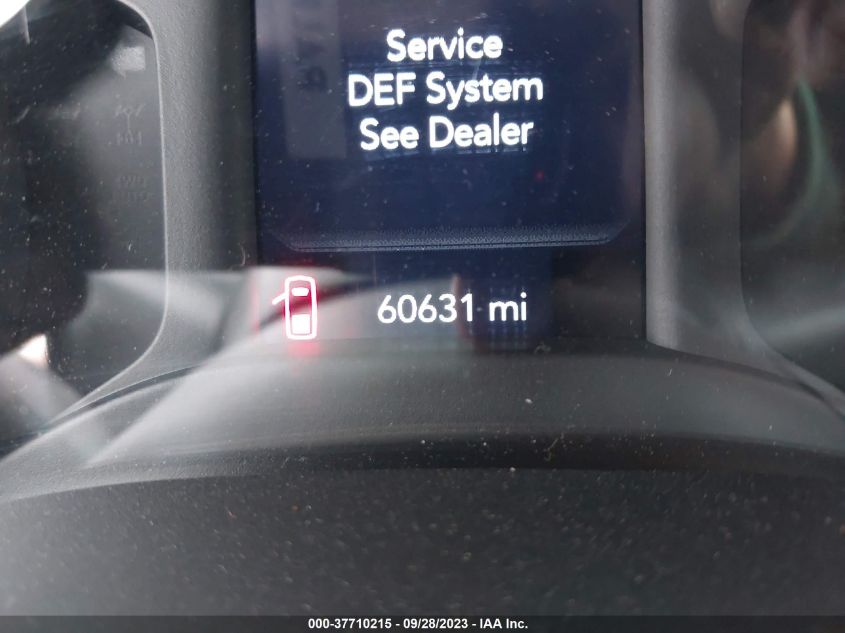 Service
DEF System
See Dealer
60631 mi
000-37710215 - 09/28/2023 - IAA Inc.